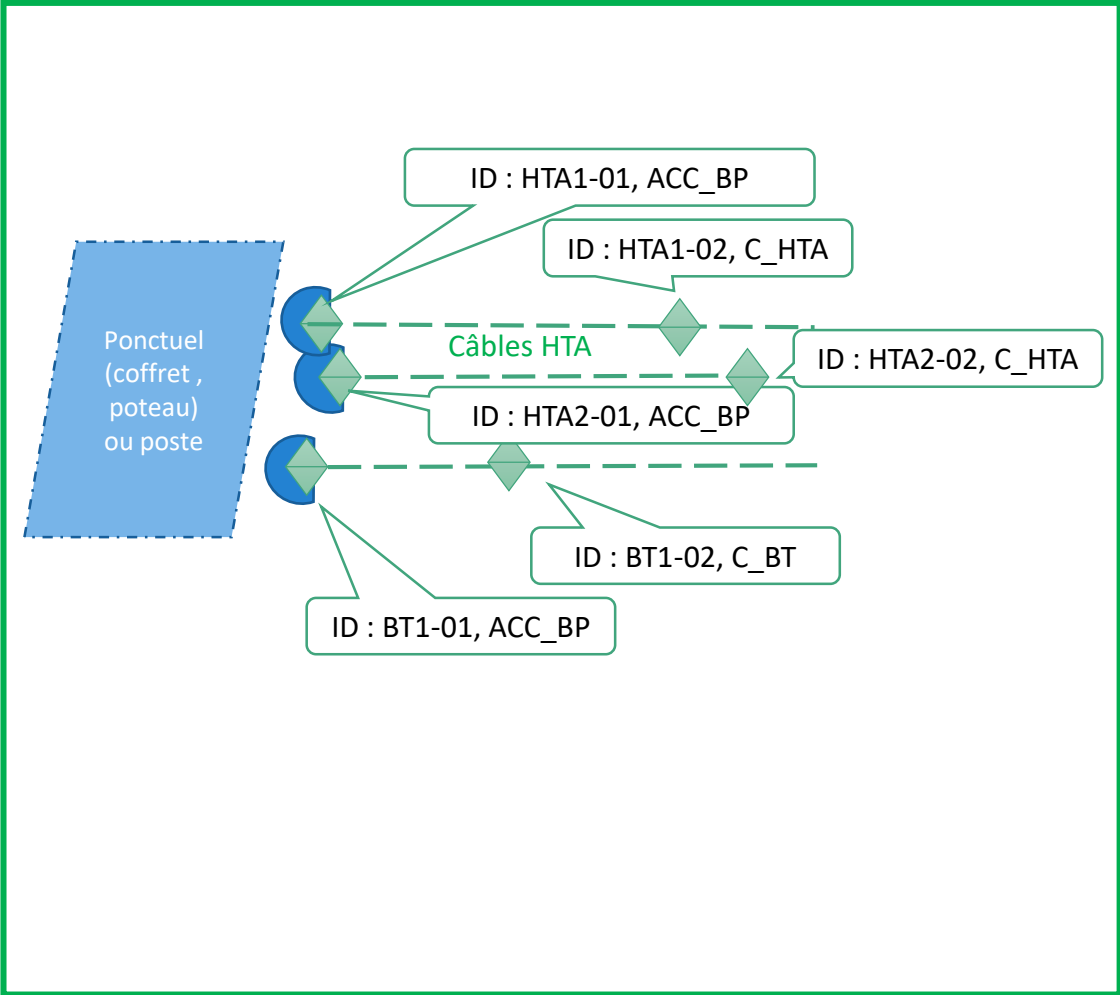 ID : HTA1-01, ACC_BP
ID : HTA1-02, C_HTA
Ponctuel
(coffret ,
poteau)
ou poste
Câbles HTA
ID : HTA2-02, C_HTA
ID : HTA2-01, ACC_BP
ID : BT1-02, C_BT
ID : BT1-01, ACC_BP